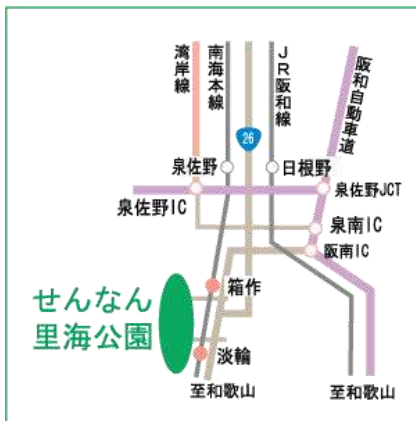 湾岸線
南海本線
JR阪和線
阪和自動車道
26
泉佐野
日根野
泉佐野JCT
泉佐野IC
泉南IC
阪南IC
せんなん
里海公園
箱作
淡輪
至和歌山
至和歌山